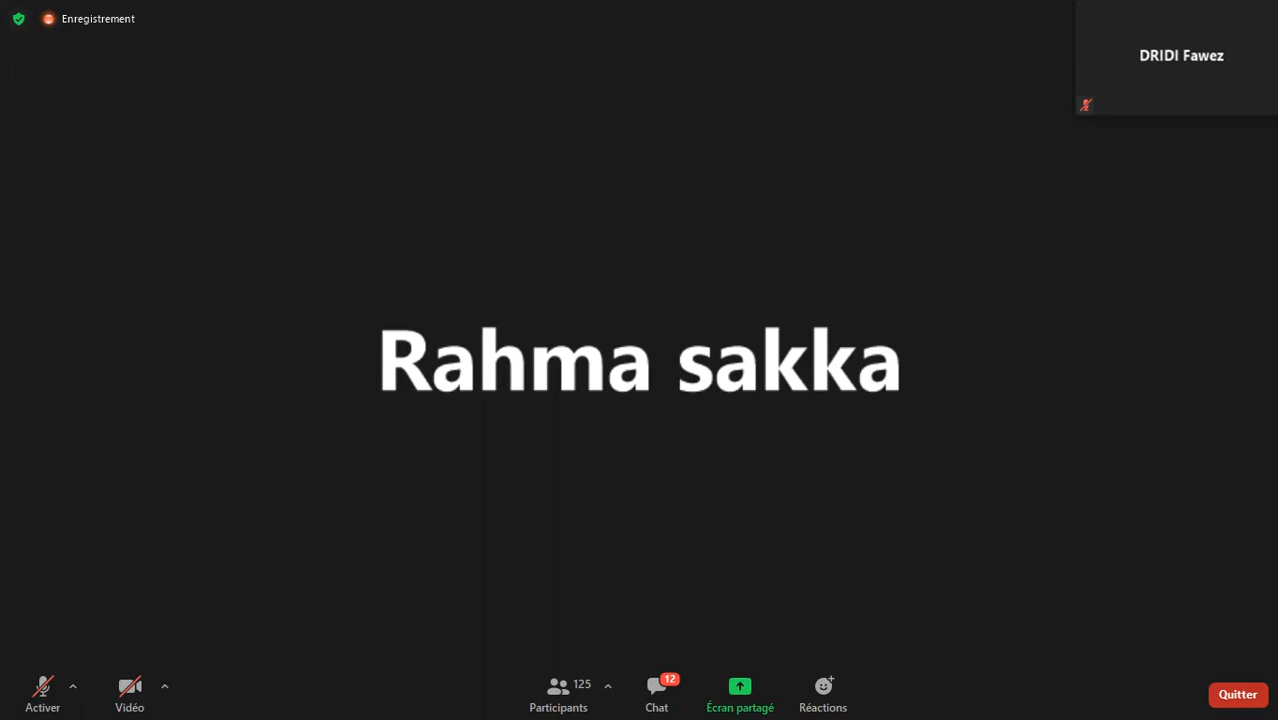 Enregistrement
DRIDI Fawez
Rahma sakka
Activer
Vidéo
125
Participants
12
Chat
Écran partagé
Réactions
Quitter